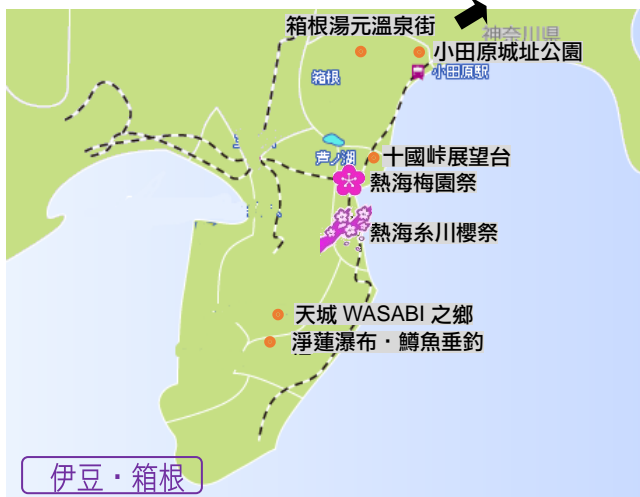 箱根湯元溫泉街
神奈川県
小田原城址公園
箱根
小田原駅
芦ノ湖
十國峠展望台
熱海梅園祭
熱海糸川櫻祭
天城 WASABI 之鄉
淨蓮瀑布・鱒魚垂釣
伊豆・箱根